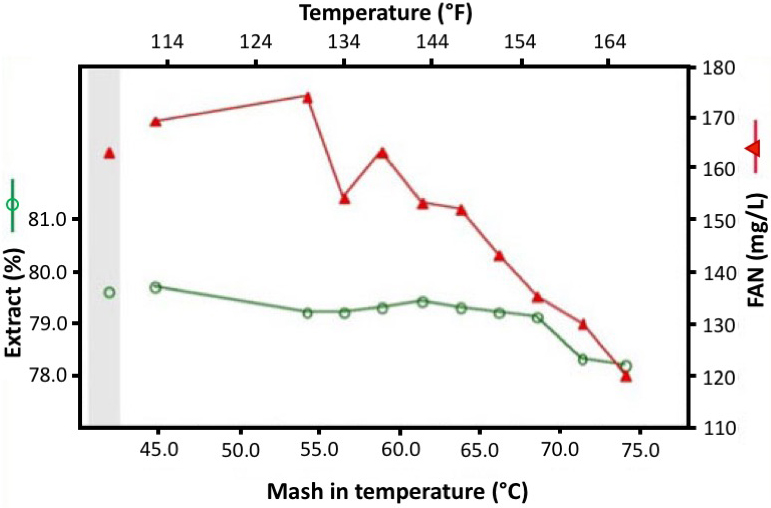 Temperature (°F)
114 124 134 144 154 164
180
170
160
150
140
130
120
110
FAN (mg/L)
81.0
80.0
79.0
78.0
Extract (%)
45.0 50.0 55.0 60.0 65.0 70.0 75.0
Mash in temperature (°C)